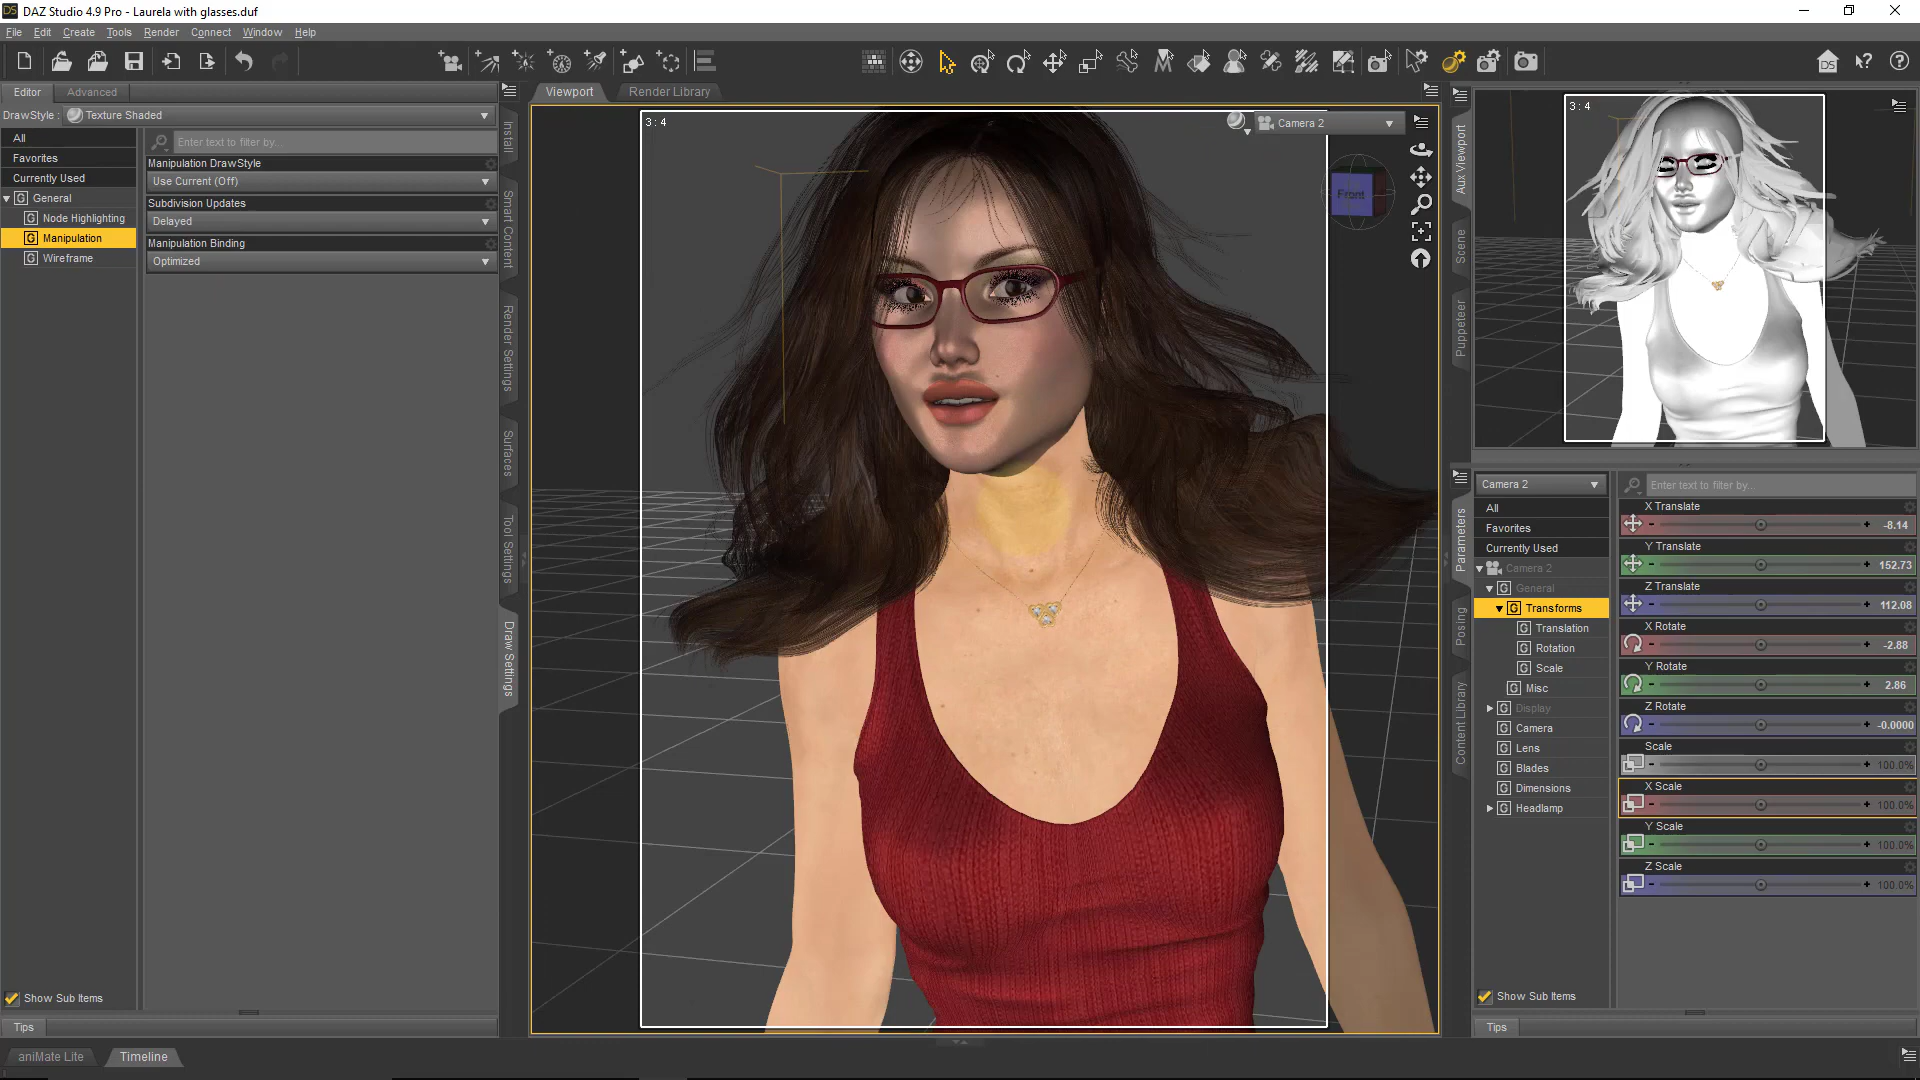 DAZ Studio 4.9 Pro - Laurela with glasses.duf
File Edit Create Tools Render Connect Window Help
Editor Advanced
DrawStyle : Texture Shaded
All
Favorites
Currently Used
General
Node Highlighting
Manipulation
Wireframe
Enter text to filter by...
Manipulation DrawStyle
Use Current (Off)
Subdivision Updates
Delayed
Manipulation Binding
Optimized
Show Sub Items
Tips
Install
Smart Content
Render Settings
Surfaces
Tool Settings
Draw Settings
Viewport Render Library
3 : 4
Camera 2
Front
Aux Viewport
Scene
Puppeteer
3 : 4
Parameters
Posing
Content Library
Camera 2
All
Favorites
Currently Used
Camera 2
General
Transforms
Translation
Rotation
Scale
Misc
Display
Camera
Lens
Blades
Dimensions
Headlamp
Show Sub Items
Tips
Enter text to filter by...
X Translate
-8.14
Y Translate
152.73
Z Translate
112.08
X Rotate
-2.88
Y Rotate
2.86
Z Rotate
-0.0000
Scale
100.0%
X Scale
100.0%
Y Scale
100.0%
Z Scale
100.0%
aniMate Lite Timeline